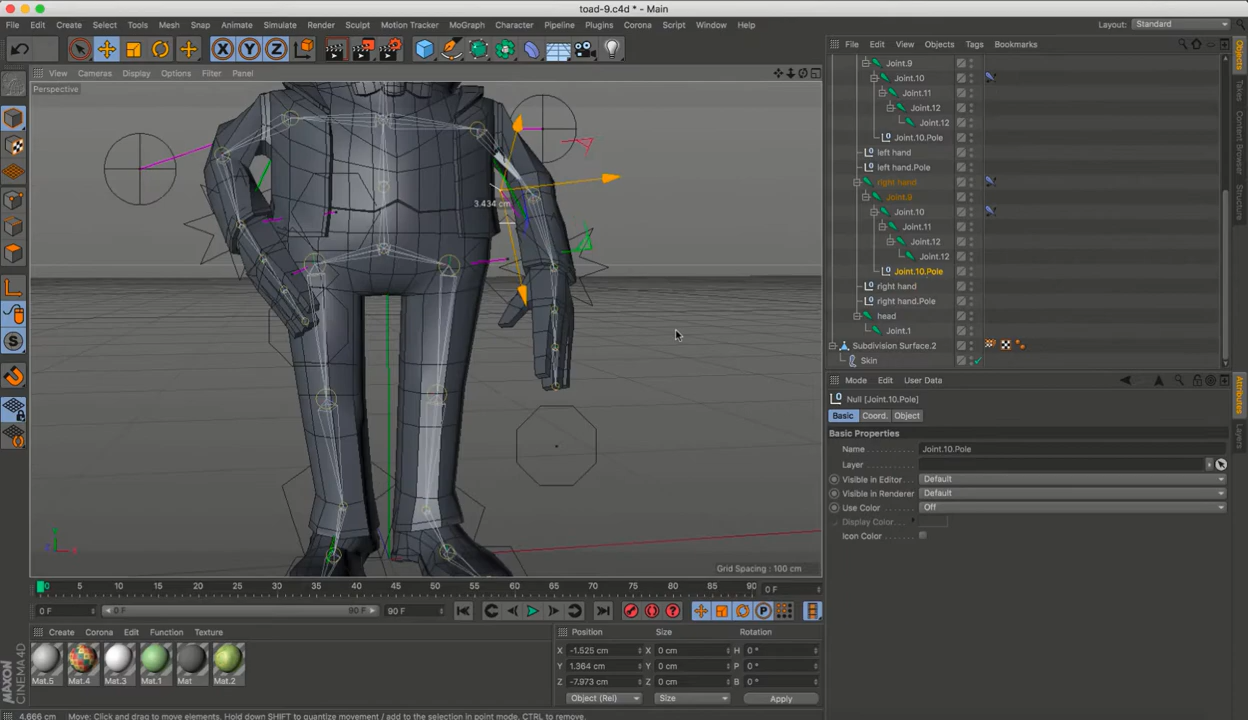 toad-9.c4d * - Main
File Edit Create Select Tools Mesh Snap Animate Simulate Render Sculpt Motion Tracker MoGraph Character Pipeline Plugins Corona Script Window Help
Layout: Standard
X Y Z
View Cameras Display Options Filter Panel
Perspective
3.434 cm
Grid Spacing : 100 cm
File Edit View Objects Tags Bookmarks
Joint.9
Joint.10
Joint.11
Joint.12
Joint.12
Joint.10.Pole
left hand
left hand.Pole
right hand
Joint.9
Joint.10
Joint.11
Joint.12
Joint.12
Joint.10.Pole
right hand
right hand.Pole
head
Joint.1
Subdivision Surface.2
Skin
Objects
Takes
Content Browser
Structure
Mode Edit User Data
Null [Joint.10.Pole]
Basic Coord. Object
Basic Properties
Name Joint.10.Pole
Layer
Visible in Editor . . . Default
Visible in Renderer Default
Use Color . . . . . . . . Off
Display Color . .
Icon Color
Attributes
Layers
0 5 10 15 20 25 30 35 40 45 50 55 60 65 70 75 80 85 90 0 F
0 F 0 F 90 F 90 F
Create Corona Edit Function Texture
Mat.5 Mat.4 Mat.3 Mat.1 Mat Mat.2
Position Size Rotation
X -1.525 cm X 0 cm H 0 °
Y 1.364 cm Y 0 cm P 0 °
Z -7.973 cm Z 0 cm B 0 °
Object (Rel) Size Apply
MAXON CINEMA 4D
4.666 cm Move: Click and drag to move elements. Hold down SHIFT to quantize movement / add to the selection in point mode. CTRL to remove.